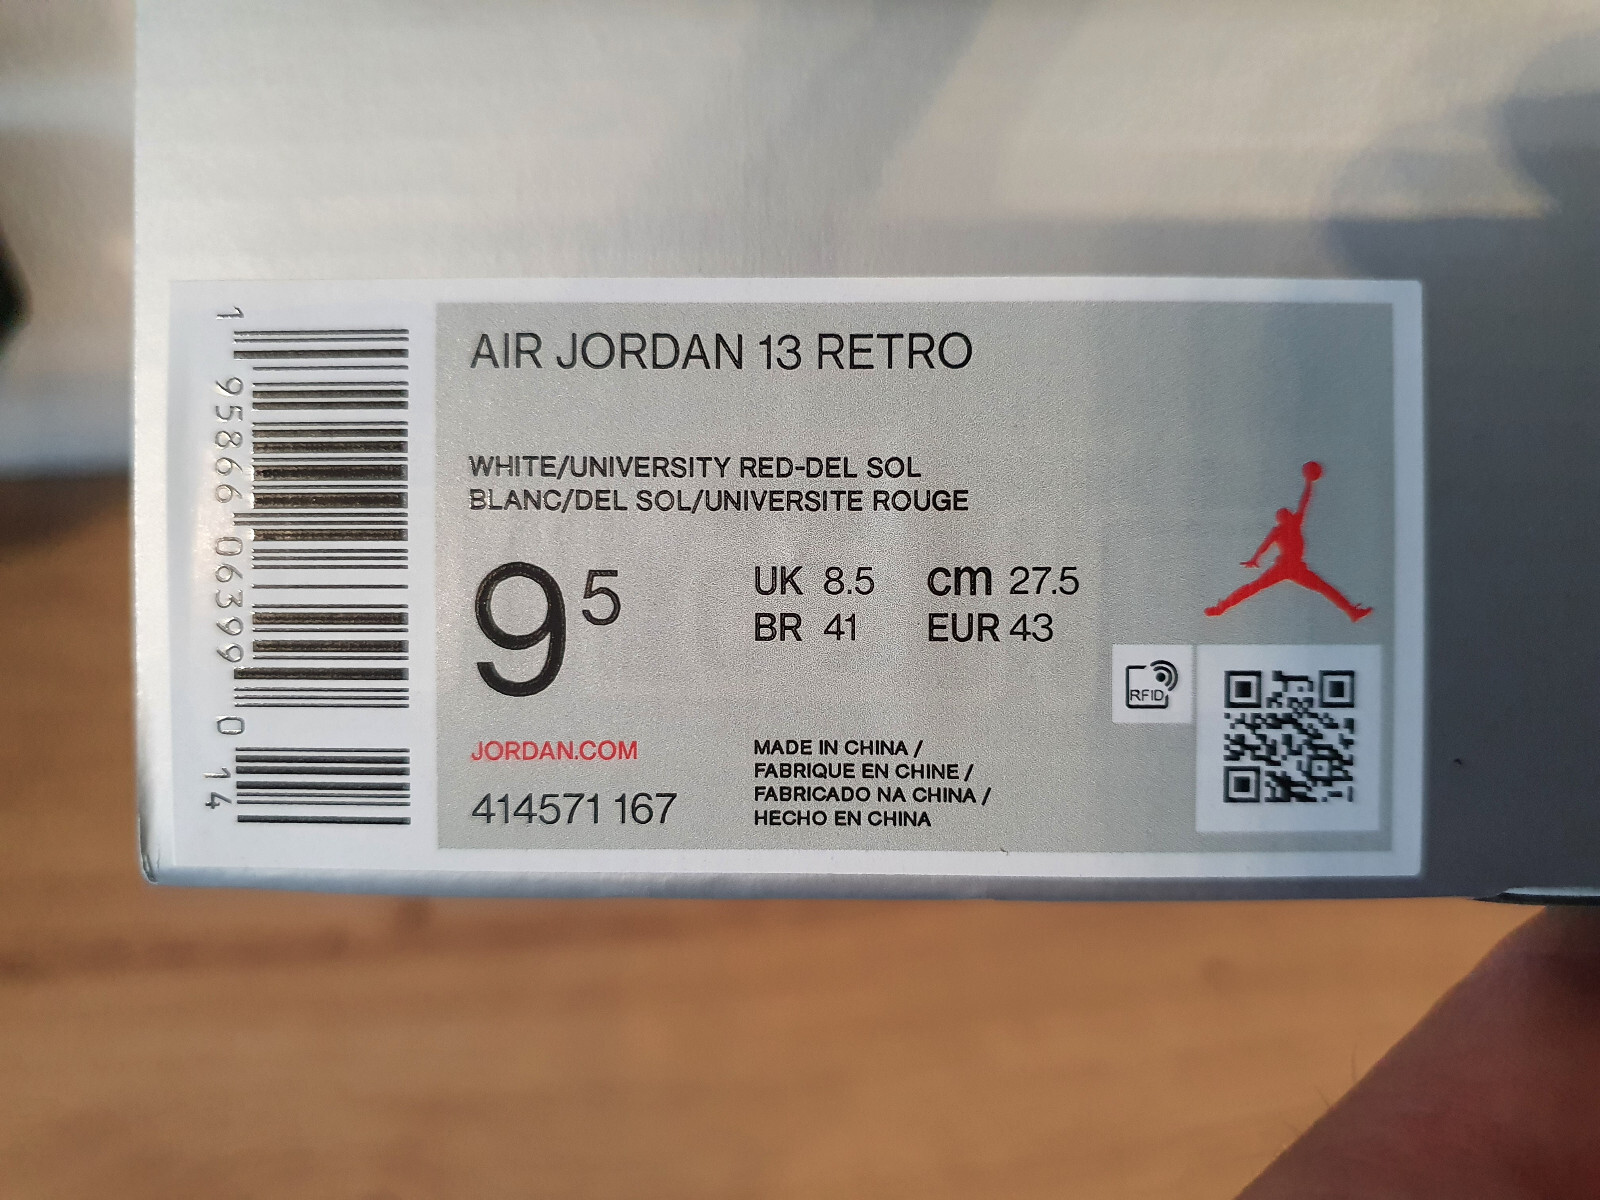 1 95866 06399 0 14
AIR JORDAN 13 RETRO
WHITE/UNIVERSITY RED-DEL SOL
BLANC/DEL SOL/UNIVERSITE ROUGE
9 5
UK 8.5 cm 27.5
BR 41 EUR 43
RFID
JORDAN.COM
414571 167
MADE IN CHINA /
FABRIQUE EN CHINE /
FABRICADO NA CHINA /
HECHO EN CHINA